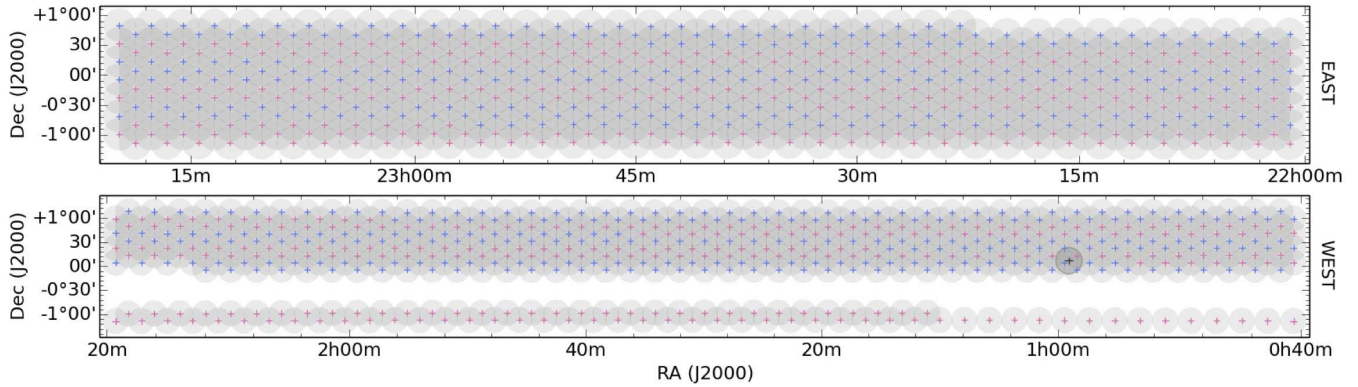 +1°00'
30'
00'
-0°30'
-1°00'
Dec (J2000)
EAST
15m 23h00m 45m 30m 15m 22h00m
+1°00'
30'
00'
-0°30'
-1°00'
Dec (J2000)
WEST
20m 2h00m 40m 20m 1h00m 0h40m
RA (J2000)